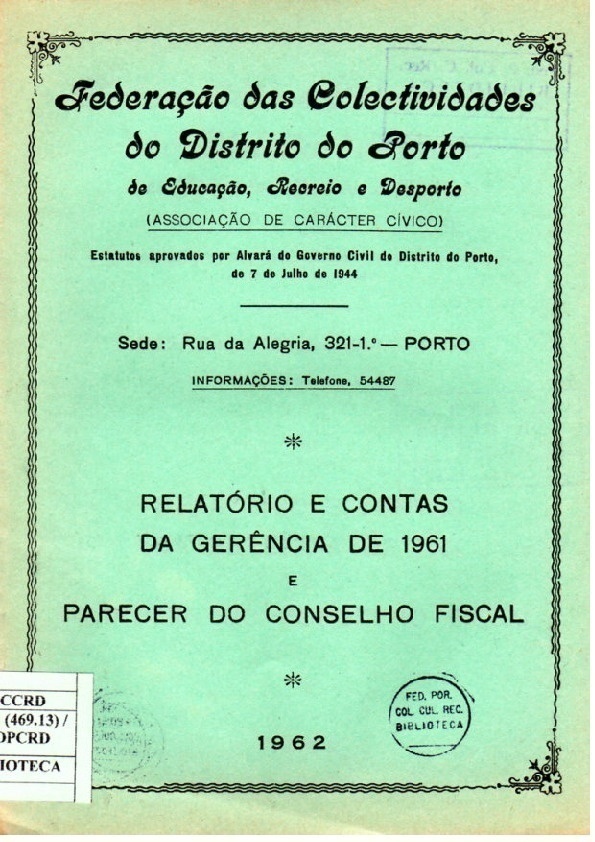 Federação das Colectividades
do Distrito do Porto
de Educação, Recreio e Desporto
(ASSOCIAÇÃO DE CARÁCTER CÍVICO)
Estatutos aprovados por Alvará do Governo Civil do Distrito do Porto,
de 7 de Julho de 1944
Sede: Rua da Alegria, 321-1.º — PORTO
INFORMAÇÕES: Telefone, 54487
RELATÓRIO E CONTAS
DA GERÊNCIA DE 1961
E
PARECER DO CONSELHO FISCAL
CCRD
(469.13) /
DPCRD
IOTECA
FED. POR.
COL. CUL. REC.
BIBLIOTECA
1962